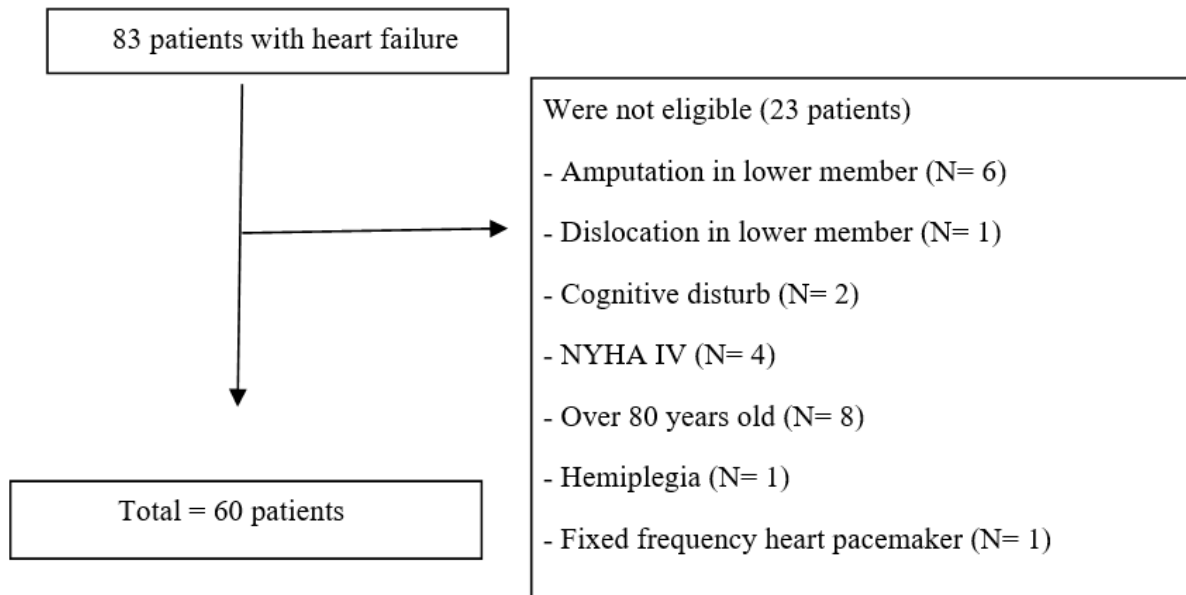 83 patients with heart failure
Were not eligible (23 patients)
- Amputation in lower member (N= 6)
- Dislocation in lower member (N= 1)
- Cognitive disturb (N= 2)
- NYHA IV (N= 4)
- Over 80 years old (N= 8)
- Hemiplegia (N= 1)
- Fixed frequency heart pacemaker (N= 1)
Total = 60 patients